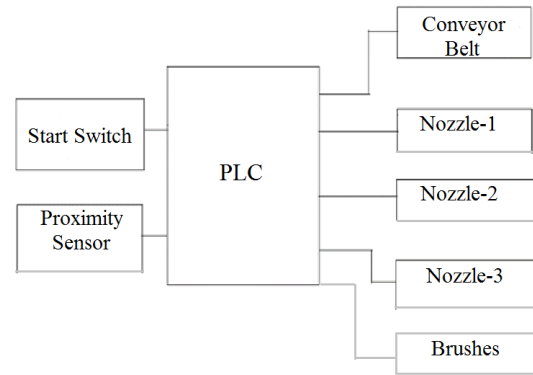 Start Switch
Proximity
Sensor
PLC
Conveyor
Belt
Nozzle-1
Nozzle-2
Nozzle-3
Brushes